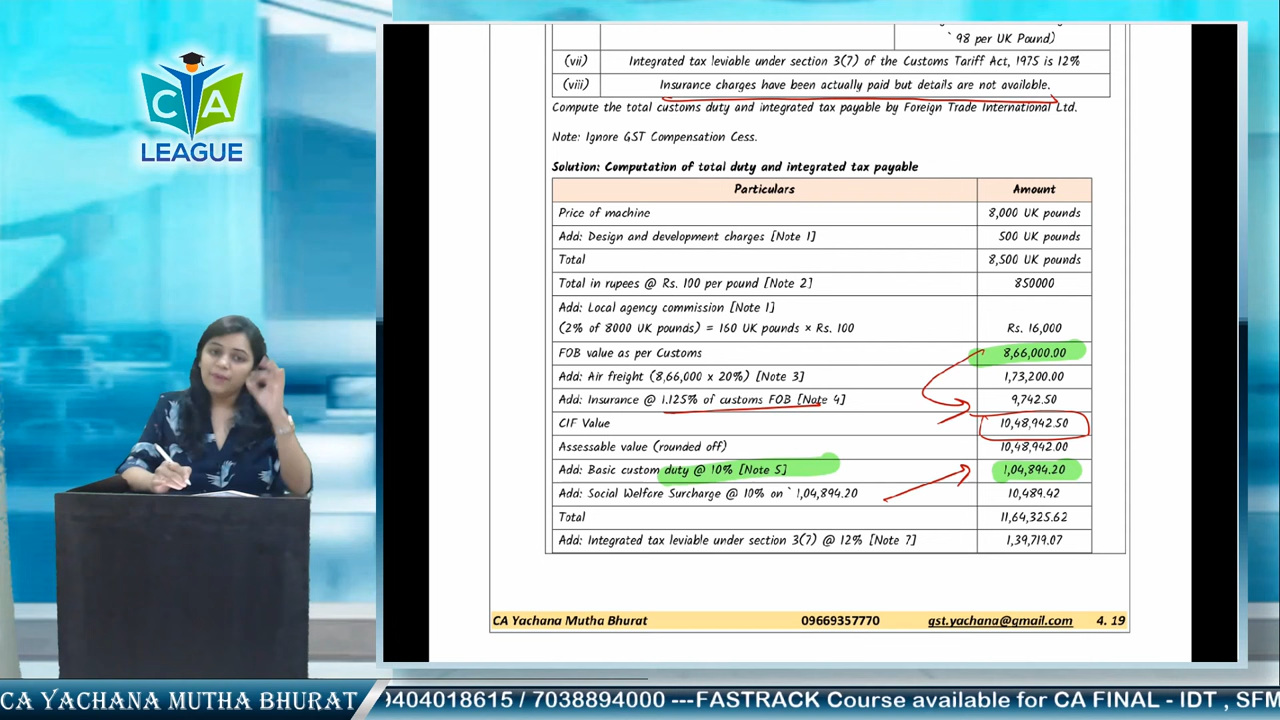 CA
LEAGUE
` 98 per UK Pound)
(vii) Integrated tax leviable under section 3(7) of the Customs Tariff Act, 1975 is 12%
(viii) Insurance charges have been actually paid but details are not available.
Compute the total customs duty and integrated tax payable by Foreign Trade International Ltd.
Note: Ignore GST Compensation Cess.
Solution: Computation of total duty and integrated tax payable
Particulars Amount
Price of machine 8,000 UK pounds
Add: Design and development charges [Note 1] 500 UK pounds
Total 8,500 UK pounds
Total in rupees @ Rs. 100 per pound [Note 2] 850000
Add: Local agency commission [Note 1]
(2% of 8000 UK pounds) = 160 UK pounds × Rs. 100 Rs. 16,000
FOB value as per Customs 8,66,000.00
Add: Air freight (8,66,000 x 20%) [Note 3] 1,73,200.00
Add: Insurance @ 1.125% of customs FOB [Note 4] 9,742.50
CIF Value 10,48,942.50
Assessable value (rounded off) 10,48,942.00
Add: Basic custom duty @ 10% [Note 5] 1,04,894.20
Add: Social Welfare Surcharge @ 10% on ` 1,04,894.20 10,489.42
Total 11,64,325.62
Add: Integrated tax leviable under section 3(7) @ 12% [Note 7] 1,39,719.07
CA Yachana Mutha Bhurat 09669357770 gst.yachana@gmail.com 4. 19
CA YACHANA MUTHA BHURAT 9404018615 / 7038894000 ---FASTRACK Course available for CA FINAL - IDT , SFM